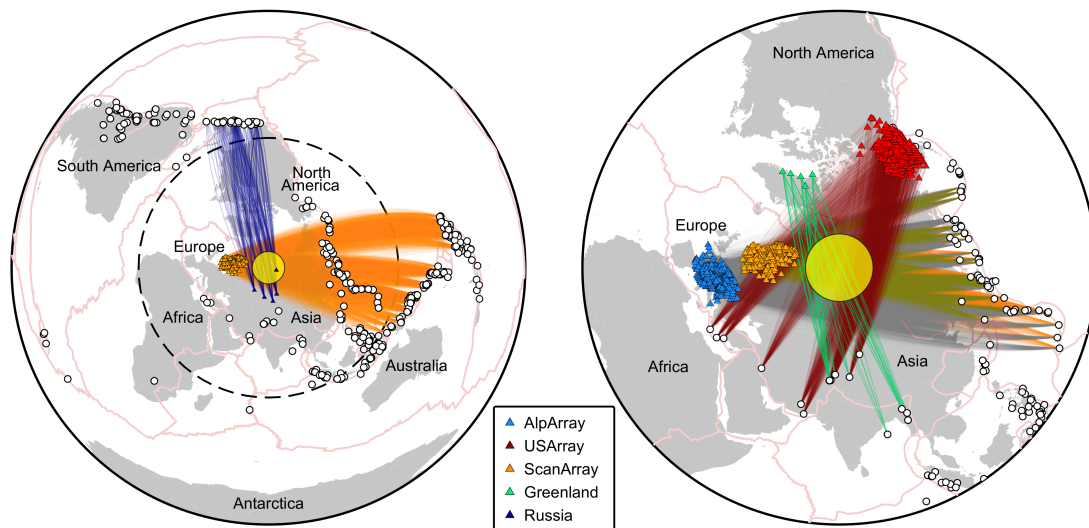 South America
North
America
Europe
Africa
Asia
Australia
Antarctica
North America
Europe
Africa
Asia
AlpArray
USArray
ScanArray
Greenland
Russia